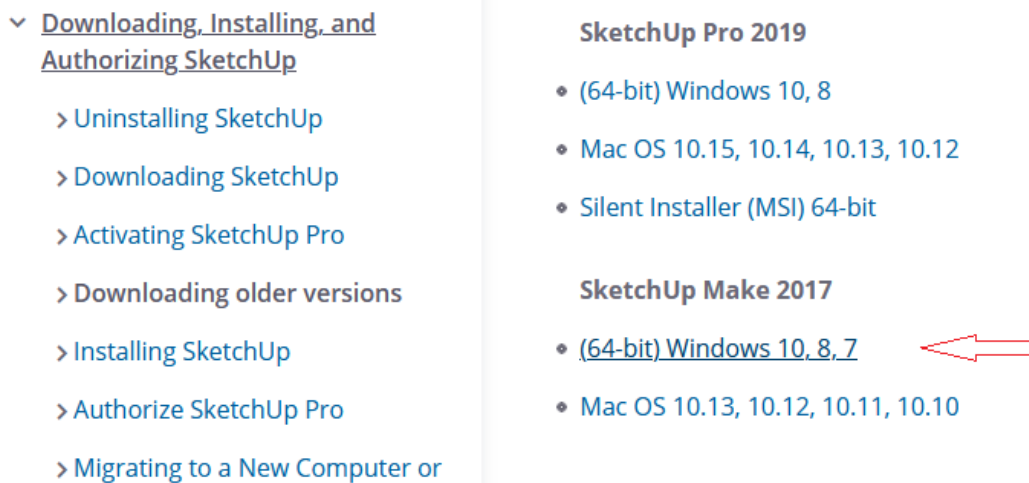 Downloading, Installing, and
Authorizing SketchUp
Uninstalling SketchUp
Downloading SketchUp
Activating SketchUp Pro
Downloading older versions
Installing SketchUp
Authorize SketchUp Pro
Migrating to a New Computer or
SketchUp Pro 2019
(64-bit) Windows 10, 8
Mac OS 10.15, 10.14, 10.13, 10.12
Silent Installer (MSI) 64-bit
SketchUp Make 2017
(64-bit) Windows 10, 8, 7
Mac OS 10.13, 10.12, 10.11, 10.10